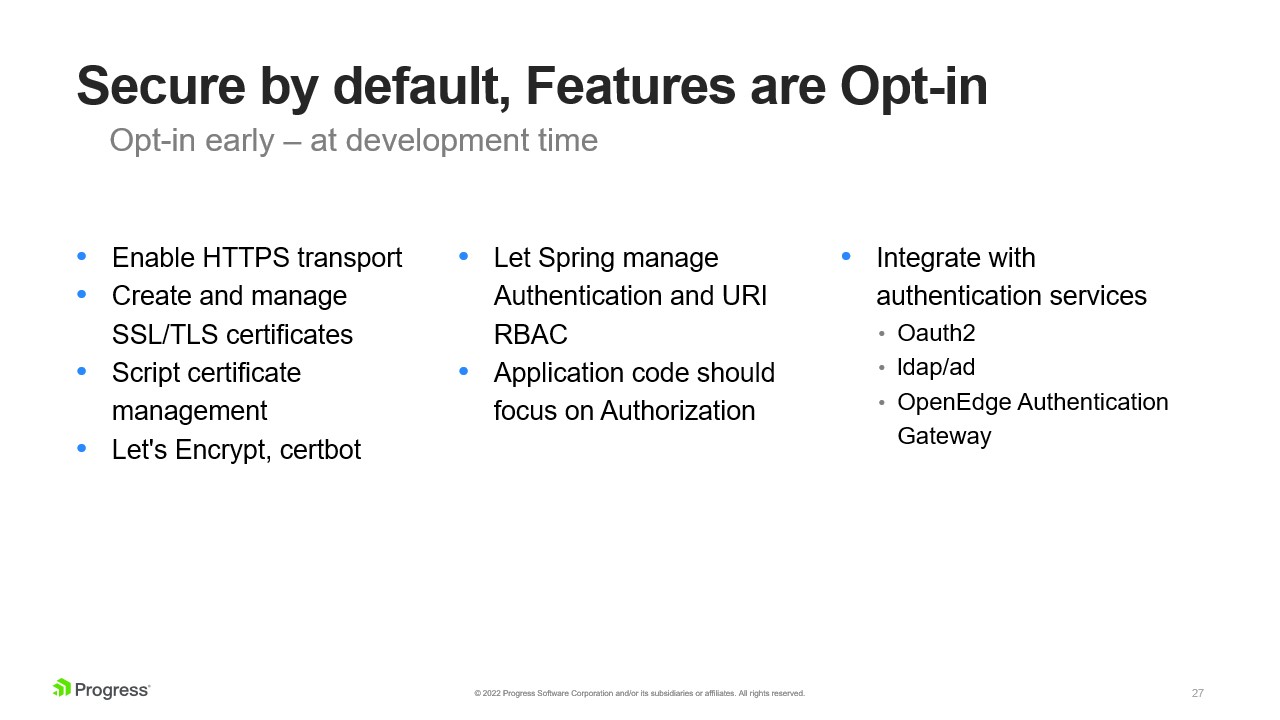 Secure by default, Features are Opt-in
Opt-in early – at development time
• Enable HTTPS transport
• Create and manage
SSL/TLS certificates
• Script certificate
management
• Let's Encrypt, certbot
• Let Spring manage
Authentication and URI
RBAC
• Application code should
focus on Authorization
• Integrate with
authentication services
• Oauth2
• ldap/ad
• OpenEdge Authentication
Gateway
Progress®
© 2022 Progress Software Corporation and/or its subsidiaries or affiliates. All rights reserved.
27